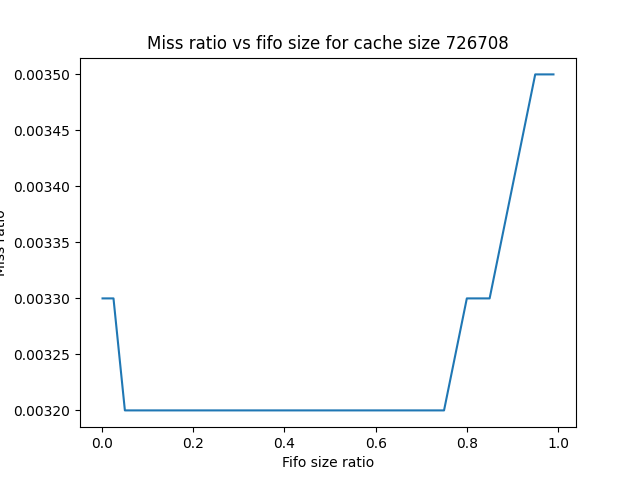 Miss ratio vs fifo size for cache size 726708
0.00350
0.00345
0.00340
0.00335
0.00330
0.00325
0.00320
Miss ratio
0.0 0.2 0.4 0.6 0.8 1.0
Fifo size ratio